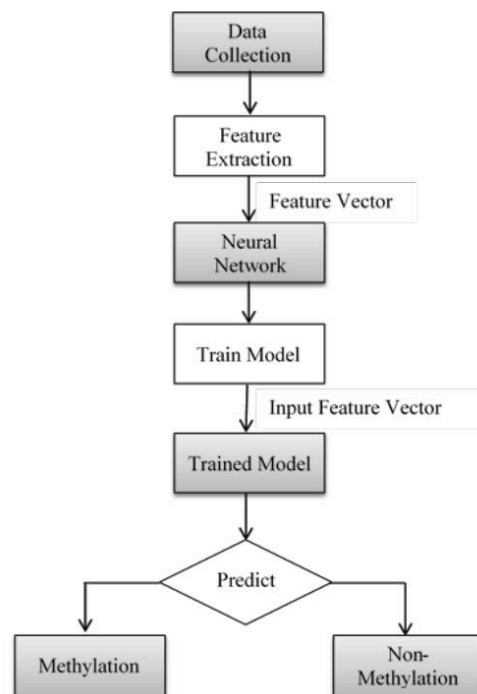 Data
Collection
Feature
Extraction
Feature Vector
Neural
Network
Train Model
Input Feature Vector
Trained Model
Predict
Methylation
Non-
Methylation